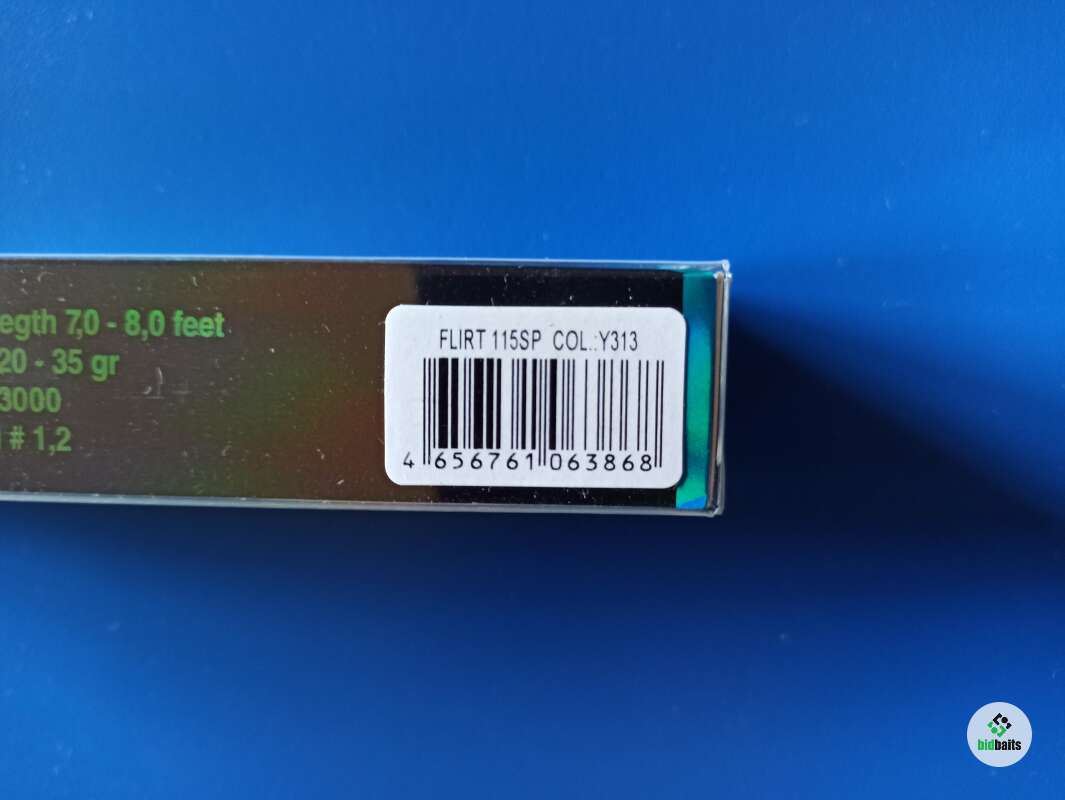 egth 7,0 - 8,0 feet
20 - 35 gr
3000
# 1,2
FLIRT 115SP COL.:Y313
4 656761 063868
bidbaits